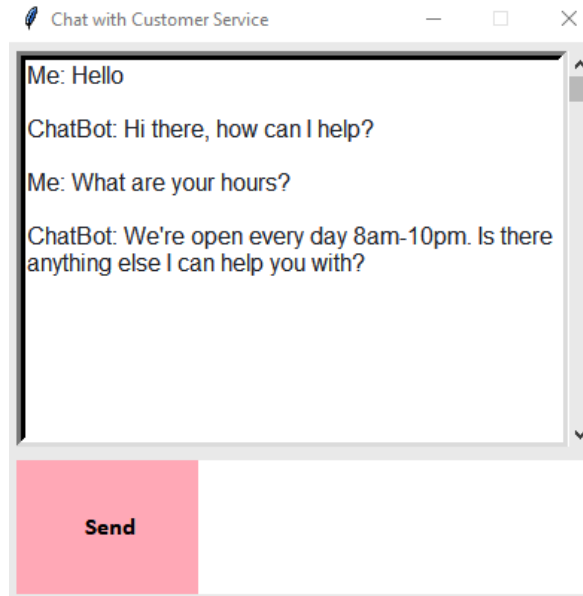 Chat with Customer Service
Me: Hello
ChatBot: Hi there, how can I help?
Me: What are your hours?
ChatBot: We're open every day 8am-10pm. Is there
anything else I can help you with?
Send